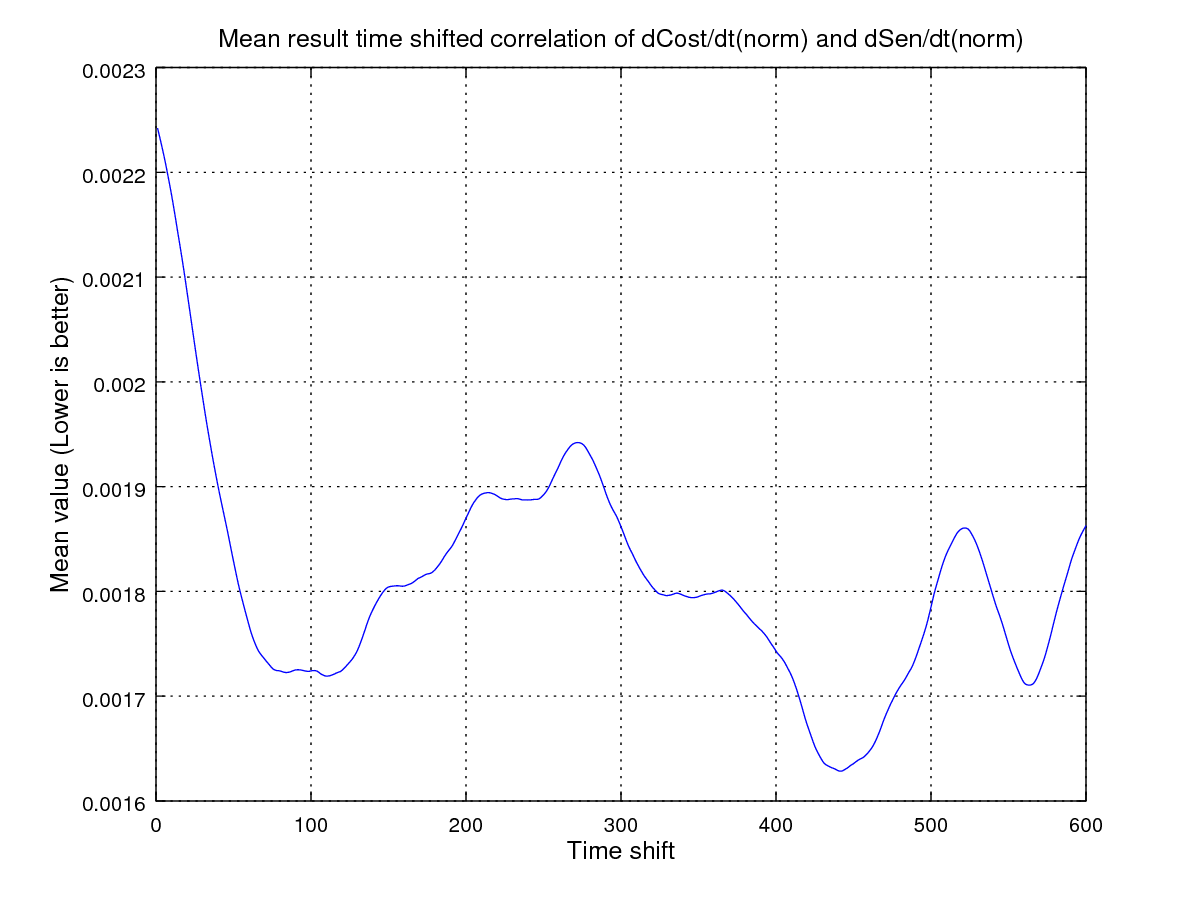 Mean result time shifted correlation of dCost/dt(norm) and dSen/dt(norm)
Mean value (Lower is better)
0.0023
0.0022
0.0021
0.002
0.0019
0.0018
0.0017
0.0016
0 100 200 300 400 500 600
Time shift